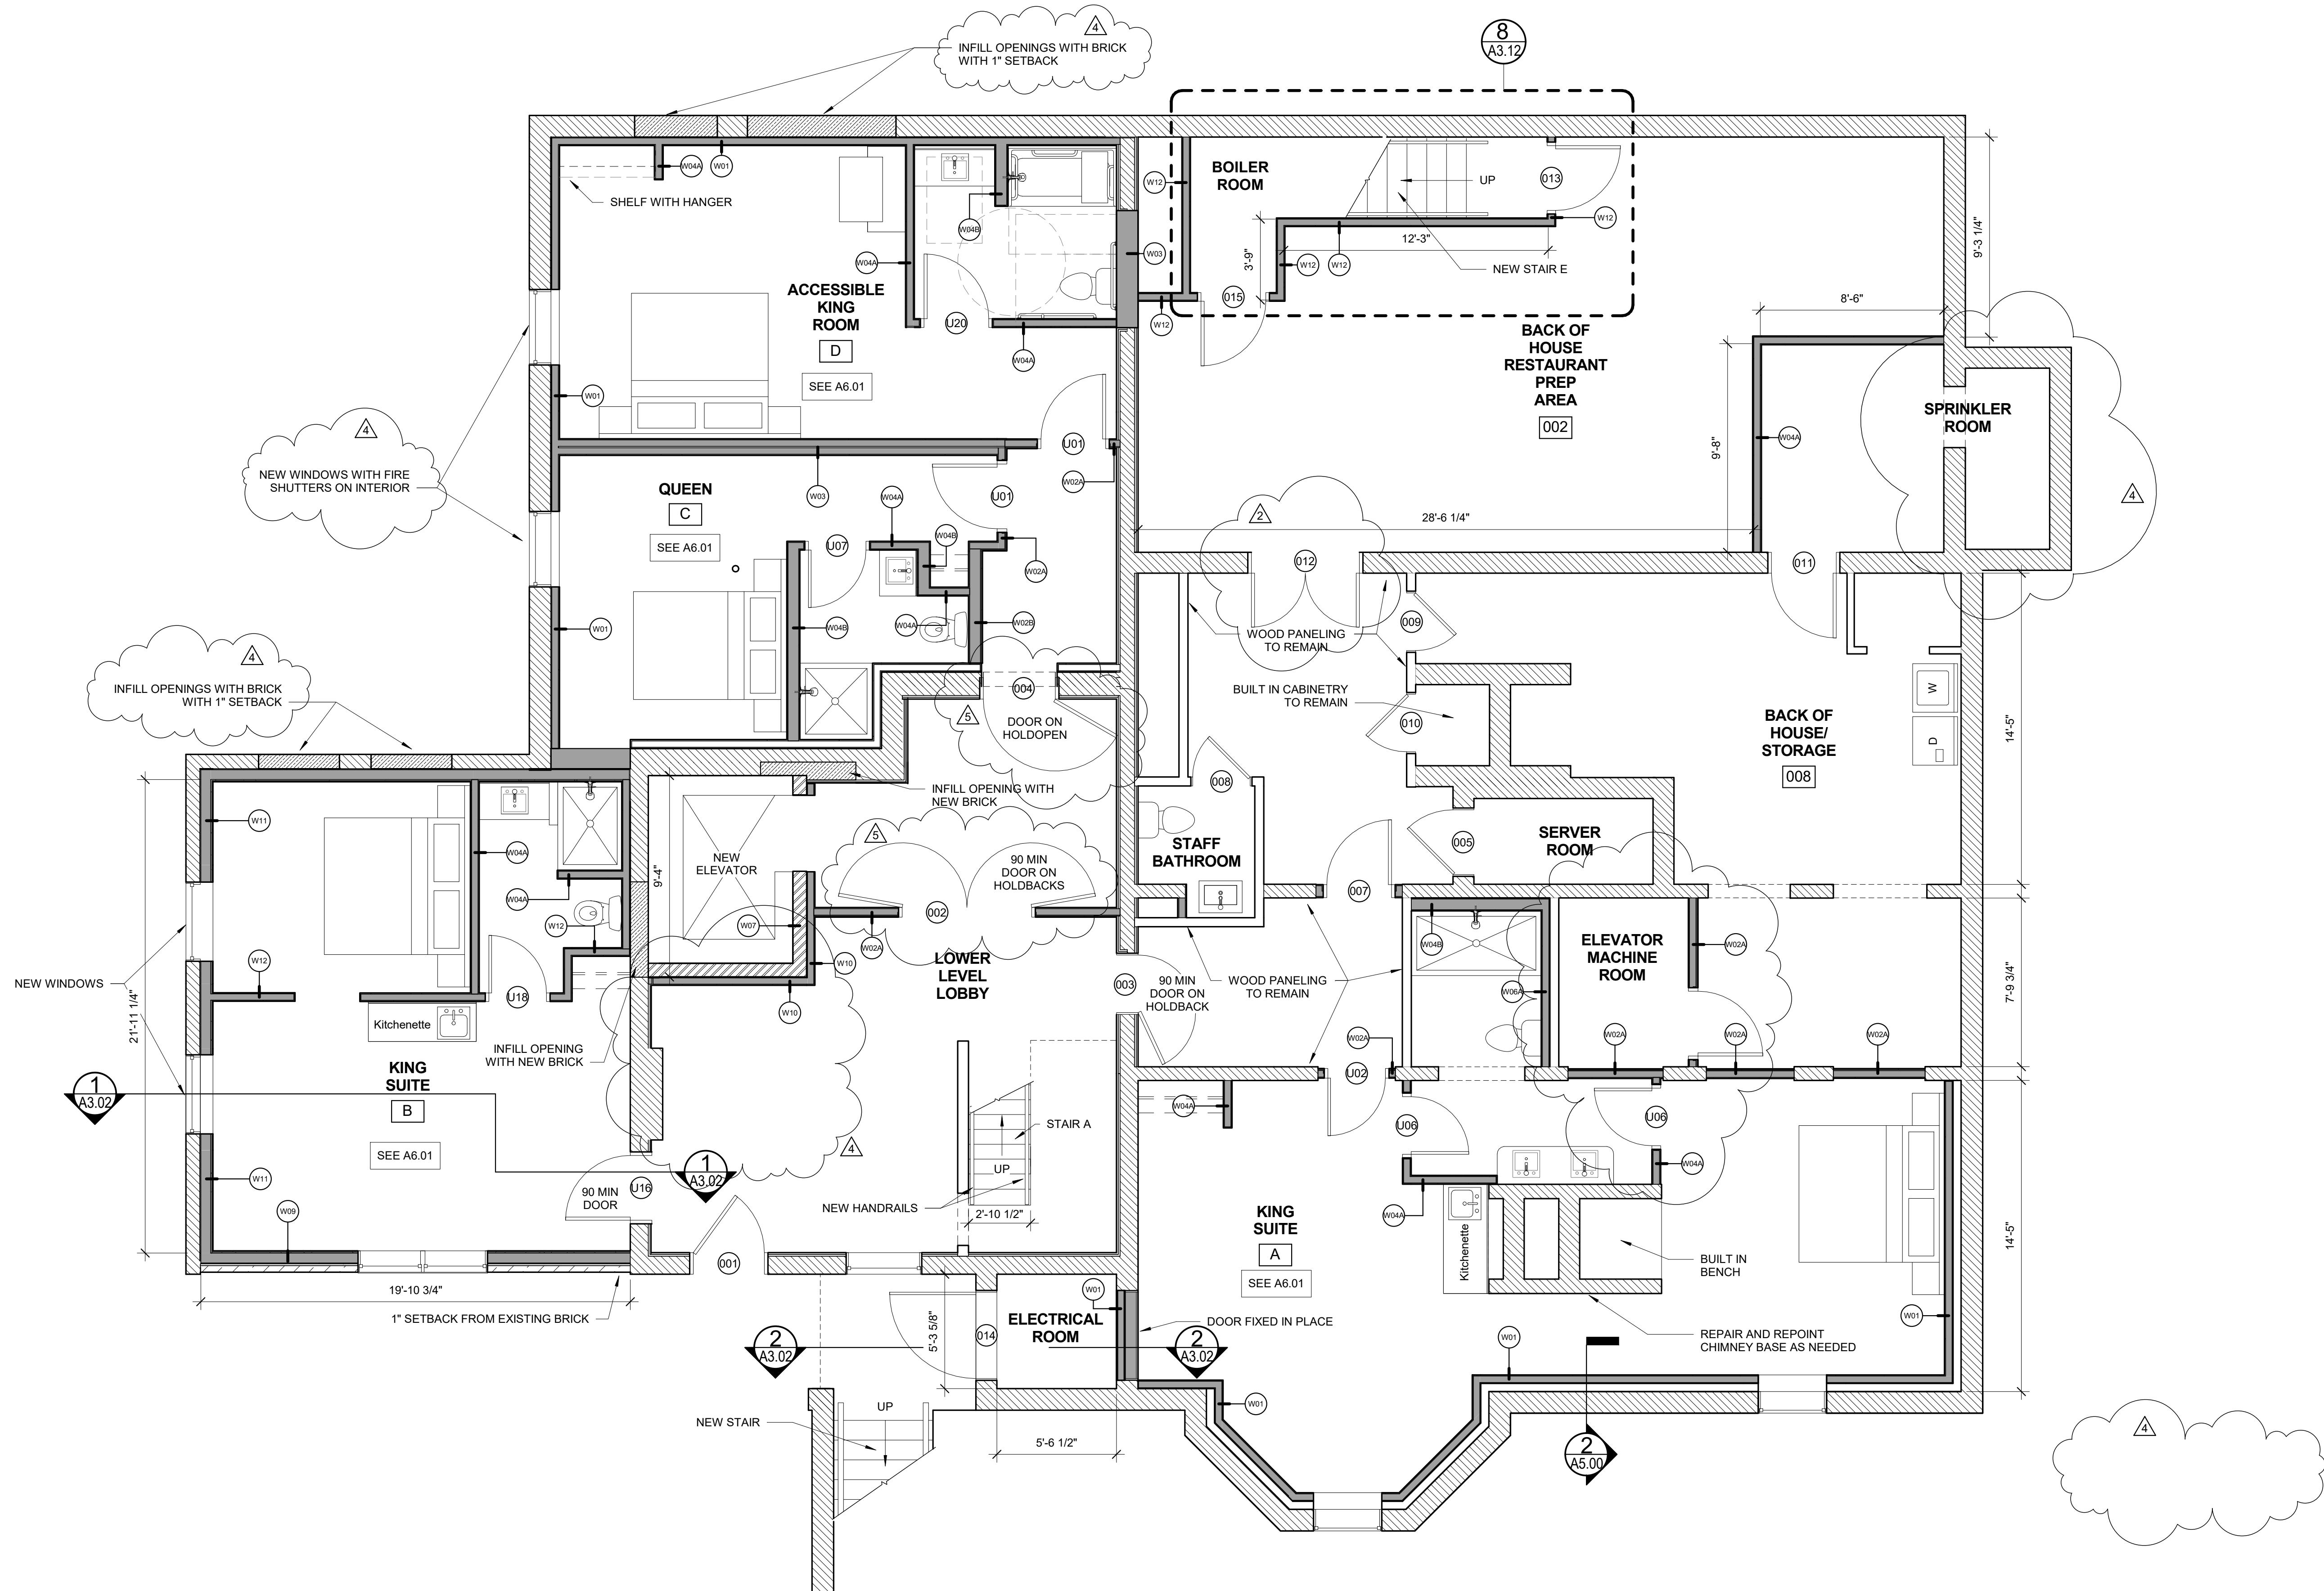 4
INFILL OPENINGS WITH BRICK
WITH 1" SETBACK
8
A3.12
W04A
W01
SHELF WITH HANGER
W04B
W04A
ACCESSIBLE
KING
ROOM
D
SEE A6.01
U20
W04A
W03
W12
W12
BOILER
ROOM
UP
013
W12
12'-3"
3'-9"
W12
W12
NEW STAIR E
015
9'-3 1/4"
8'-6"
BACK OF
HOUSE
RESTAURANT
PREP
AREA
002
SPRINKLER
ROOM
W04A
9'-8"
4
W01
4
NEW WINDOWS WITH FIRE
SHUTTERS ON INTERIOR
U01
W02A
QUEEN
C
SEE A6.01
W03
W04A
U01
W04B
U07
W02A
W01
W04B
W04A
W02B
2
28'-6 1/4"
012
011
009
WOOD PANELING
TO REMAIN
BUILT IN CABINETRY
TO REMAIN
010
4
INFILL OPENINGS WITH BRICK
WITH 1" SETBACK
004
5
DOOR ON
HOLDOPEN
W
D
BACK OF
HOUSE/
STORAGE
008
14'-5"
008
STAFF
BATHROOM
005
SERVER
ROOM
007
INFILL OPENING WITH
NEW BRICK
NEW
ELEVATOR
9'-4"
5
90 MIN
DOOR ON
HOLDBACKS
002
W02A
W07
W10
W10
LOWER
LEVEL
LOBBY
W11
W04A
W04A
W12
W12
U18
NEW WINDOWS
21'-11 1/4"
Kitchenette
INFILL OPENING
WITH NEW BRICK
KING
SUITE
B
SEE A6.01
1
A3.02
1
A3.02
W11
W09
90 MIN
DOOR
U16
4
001
19'-10 3/4"
1" SETBACK FROM EXISTING BRICK
003
90 MIN
DOOR ON
HOLDBACK
WOOD PANELING
TO REMAIN
W04B
W06A
ELEVATOR
MACHINE
ROOM
W02A
W02A
W02A
W02A
7'-9 3/4"
W02A
U02
W04A
U06
U06
W04A
W04A
STAIR A
UP
NEW HANDRAILS
2'-10 1/2"
KING
SUITE
A
SEE A6.01
Kitchenette
BUILT IN
BENCH
14'-5"
W01
REPAIR AND REPOINT
CHIMNEY BASE AS NEEDED
W01
W01
ELECTRICAL
ROOM
014
5'-3 5/8"
W01
DOOR FIXED IN PLACE
2
A3.02
2
A3.02
NEW STAIR
UP
5'-6 1/2"
2
A5.00
4